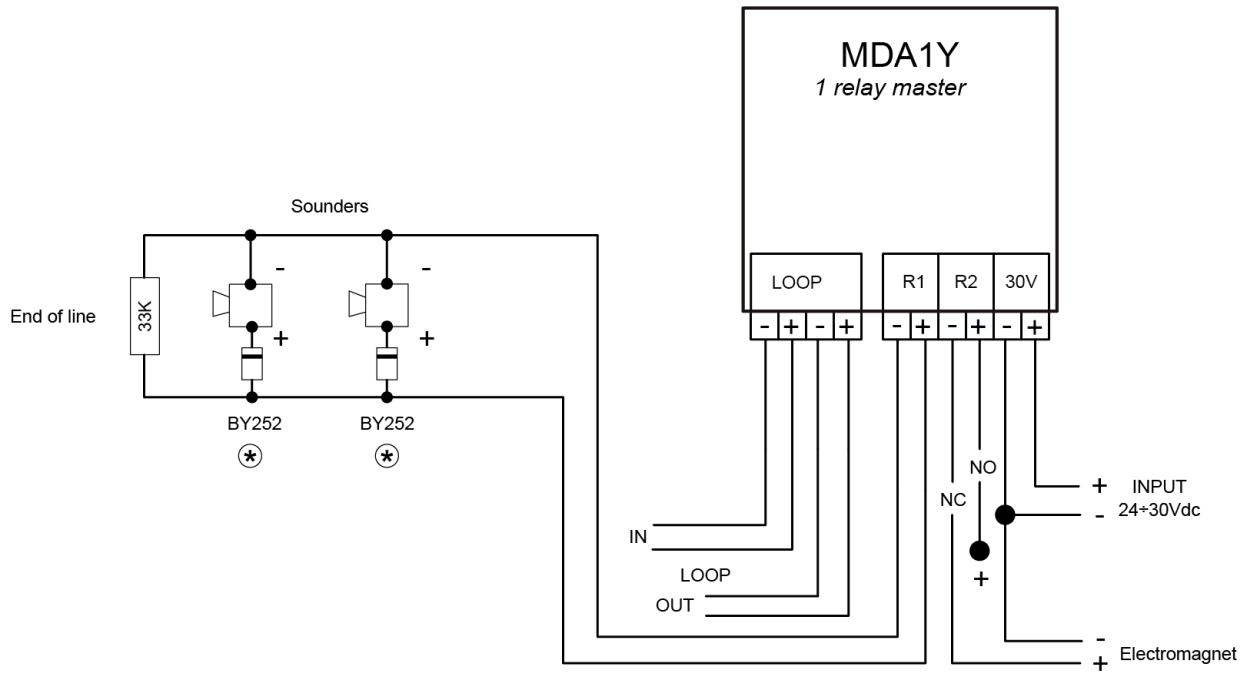 MDA1Y
1 relay master
LOOP
R1 R2 30V
- + - + - + - + - +
Sounders
- -
End of line
33K
+ +
BY252 BY252
* *
NO
NC
+ INPUT
- 24÷30Vdc
IN
LOOP
OUT
+
- Electromagnet
+